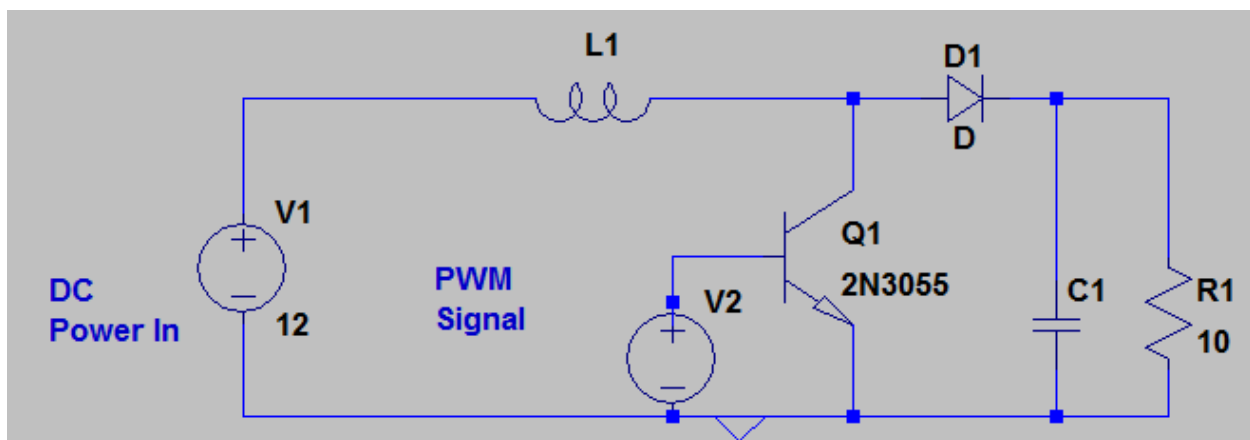 L1
D1
D
V1
12
DC
Power In
PWM
Signal
V2
Q1
2N3055
C1
R1
10